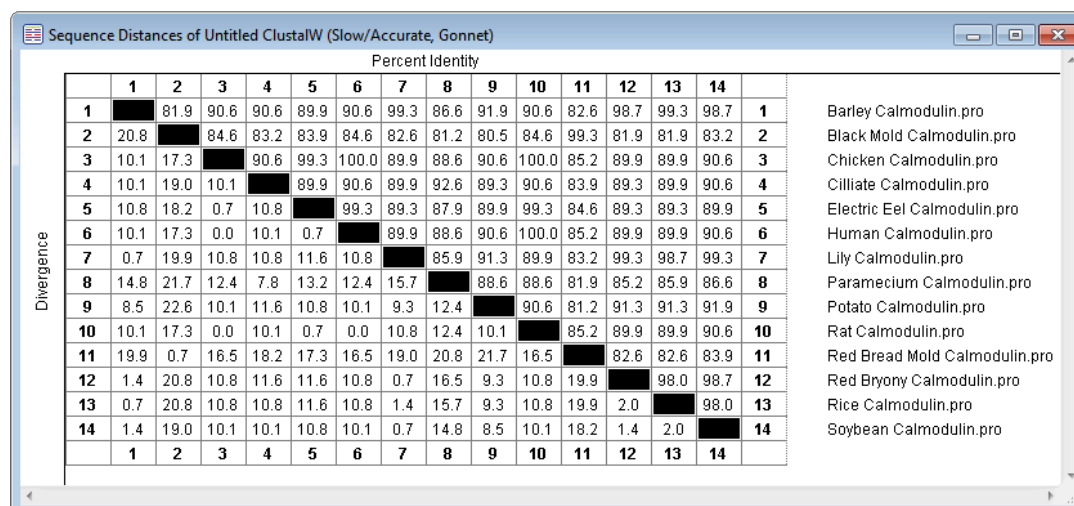 Sequence Distances of Untitled ClustalW (Slow/Accurate, Gonnet)
Percent Identity
1 2 3 4 5 6 7 8 9 10 11 12 13 14
1 81.9 90.6 90.6 89.9 90.6 99.3 86.6 91.9 90.6 82.6 98.7 99.3 98.7 1 Barley Calmodulin.pro
2 20.8 84.6 83.2 83.9 84.6 82.6 81.2 80.5 84.6 99.3 81.9 81.9 83.2 2 Black Mold Calmodulin.pro
3 10.1 17.3 90.6 99.3 100.0 89.9 88.6 90.6 100.0 85.2 89.9 89.9 90.6 3 Chicken Calmodulin.pro
4 10.1 19.0 10.1 89.9 90.6 89.9 92.6 89.3 90.6 83.9 89.3 89.9 90.6 4 Cilliate Calmodulin.pro
5 10.8 18.2 0.7 10.8 99.3 89.3 87.9 89.9 99.3 84.6 89.3 89.3 89.9 5 Electric Eel Calmodulin.pro
6 10.1 17.3 0.0 10.1 0.7 89.9 88.6 90.6 100.0 85.2 89.9 89.9 90.6 6 Human Calmodulin.pro
7 0.7 19.9 10.8 10.8 11.6 10.8 85.9 91.3 89.9 83.2 99.3 98.7 99.3 7 Lily Calmodulin.pro
Divergence
8 14.8 21.7 12.4 7.8 13.2 12.4 15.7 88.6 88.6 81.9 85.2 85.9 86.6 8 Paramecium Calmodulin.pro
9 8.5 22.6 10.1 11.6 10.8 10.1 9.3 12.4 90.6 81.2 91.3 91.3 91.9 9 Potato Calmodulin.pro
10 10.1 17.3 0.0 10.1 0.7 0.0 10.8 12.4 10.1 85.2 89.9 89.9 90.6 10 Rat Calmodulin.pro
11 19.9 0.7 16.5 18.2 17.3 16.5 19.0 20.8 21.7 16.5 82.6 82.6 83.9 11 Red Bread Mold Calmodulin.pro
12 1.4 20.8 10.8 11.6 11.6 10.8 0.7 16.5 9.3 10.8 19.9 98.0 98.7 12 Red Bryony Calmodulin.pro
13 0.7 20.8 10.8 10.8 11.6 10.8 1.4 15.7 9.3 10.8 19.9 2.0 98.0 13 Rice Calmodulin.pro
14 1.4 19.0 10.1 10.1 10.8 10.1 0.7 14.8 8.5 10.1 18.2 1.4 2.0 14 Soybean Calmodulin.pro
1 2 3 4 5 6 7 8 9 10 11 12 13 14